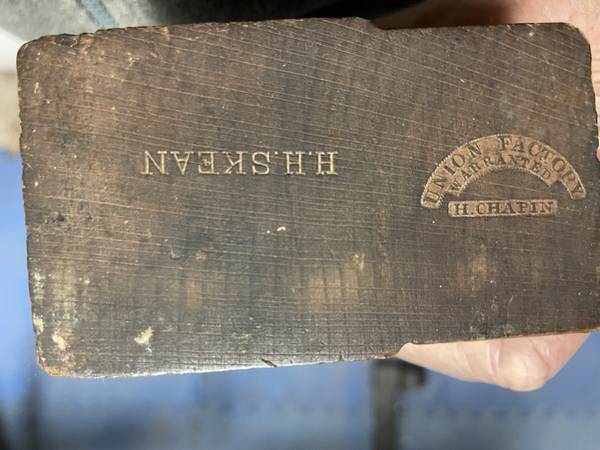 UNION FACTORY
WARRANTED
H.CHAPIN
H.H.SKEAN